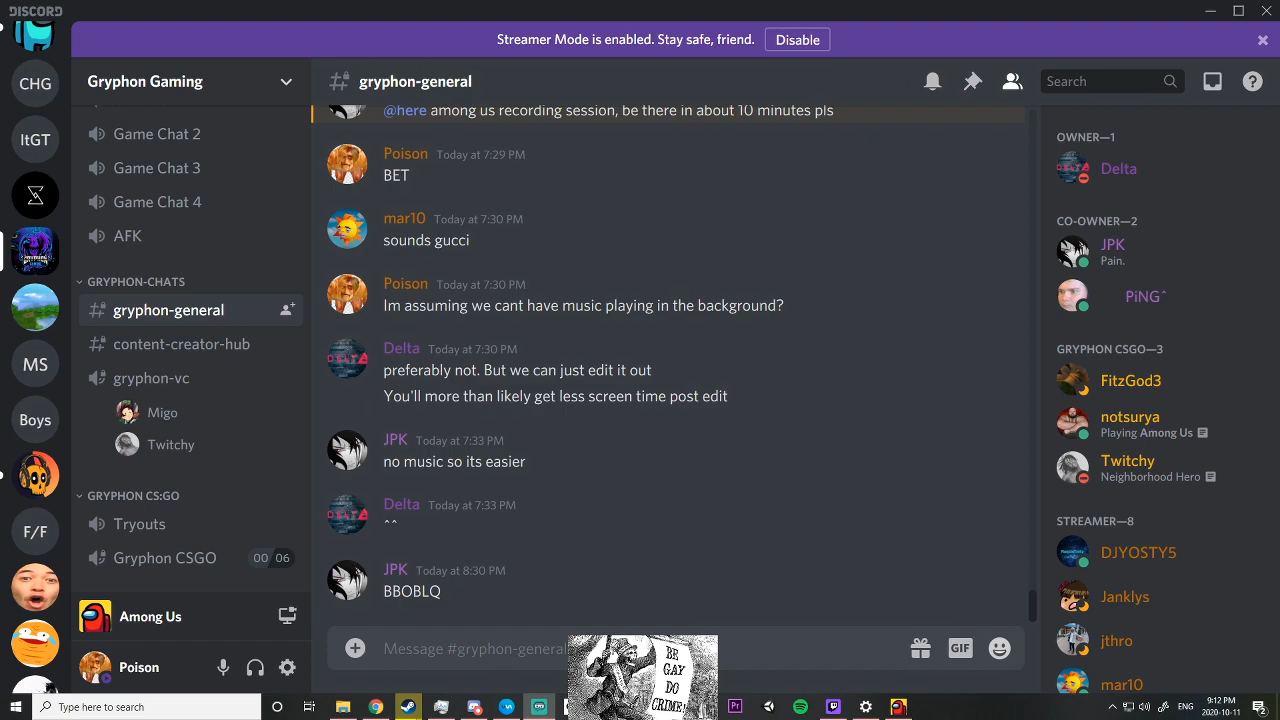 DISCORD
Streamer Mode is enabled. Stay safe, friend.
Disable
CHG
ItGT
MS
Boys
F/F
Gryphon Gaming
Game Chat 2
Game Chat 3
Game Chat 4
AFK
GRYPHON-CHATS
gryphon-general
content-creator-hub
gryphon-vc
Migo
Twitchy
GRYPHON CS:GO
Tryouts
Gryphon CSGO 00 06
Among Us
Poison
gryphon-general
Search
@here among us recording session, be there in about 10 minutes pls
Poison Today at 7:29 PM
BET
mar10 Today at 7:30 PM
sounds gucci
Poison Today at 7:30 PM
Im assuming we cant have music playing in the background?
Delta Today at 7:30 PM
preferably not. But we can just edit it out
You'll more than likely get less screen time post edit
JPK Today at 7:33 PM
no music so its easier
Delta Today at 7:33 PM
^^
JPK Today at 8:30 PM
BBOBLQ
Message #gryphon-general
GIF
BE
GAY
DO
CRIME!
OWNER—1
Delta
CO-OWNER—2
JPK
Pain.
PiNG^
GRYPHON CSGO—3
FitzGod3
notsurya
Playing Among Us
Twitchy
Neighborhood Hero
STREAMER—8
DJYOSTY5
Janklys
jthro
mar10
Type here to search
Pr
ENG
9:12 PM
2020-10-11